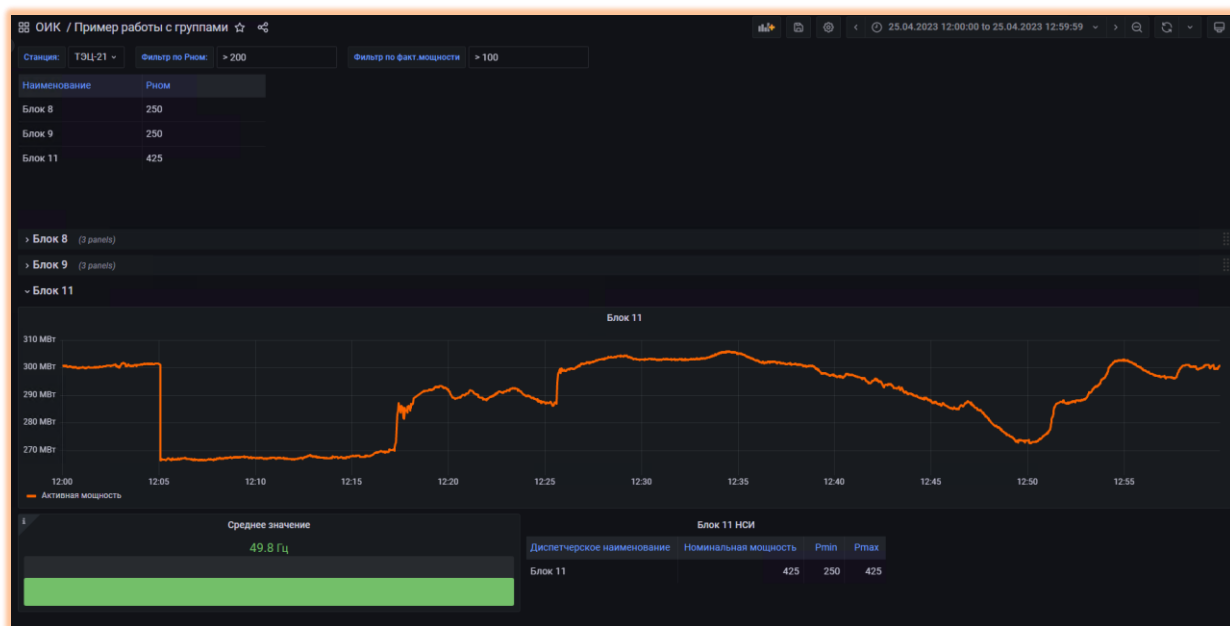 ОИК / Пример работы с группами
25.04.2023 12:00:00 to 25.04.2023 12:59:59
Станция: ТЭЦ-21 Фильтр по Рном: > 200 Фильтр по факт.мощности > 100
Наименование Рном
Блок 8 250
Блок 9 250
Блок 11 425
Блок 8 (3 panels)
Блок 9 (3 panels)
Блок 11
Блок 11
310 МВт
300 МВт
290 МВт
280 МВт
270 МВт
12:00 12:05 12:10 12:15 12:20 12:25 12:30 12:35 12:40 12:45 12:50 12:55
Активная мощность
i
Среднее значение
49.8 Гц
Блок 11 НСИ
Диспетчерское наименование Номинальная мощность Pmin Pmax
Блок 11 425 250 425